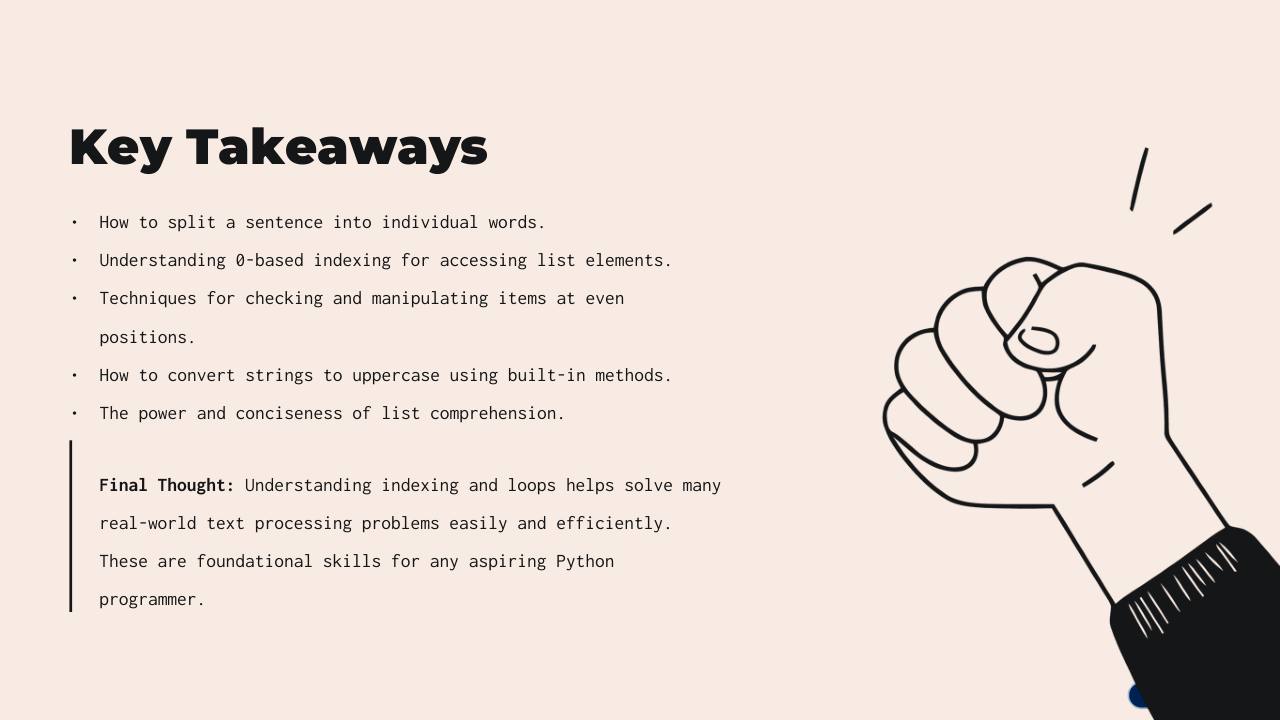 Key Takeaways
• How to split a sentence into individual words.
• Understanding 0-based indexing for accessing list elements.
• Techniques for checking and manipulating items at even
positions.
• How to convert strings to uppercase using built-in methods.
• The power and conciseness of list comprehension.
Final Thought: Understanding indexing and loops helps solve many
real-world text processing problems easily and efficiently.
These are foundational skills for any aspiring Python
programmer.